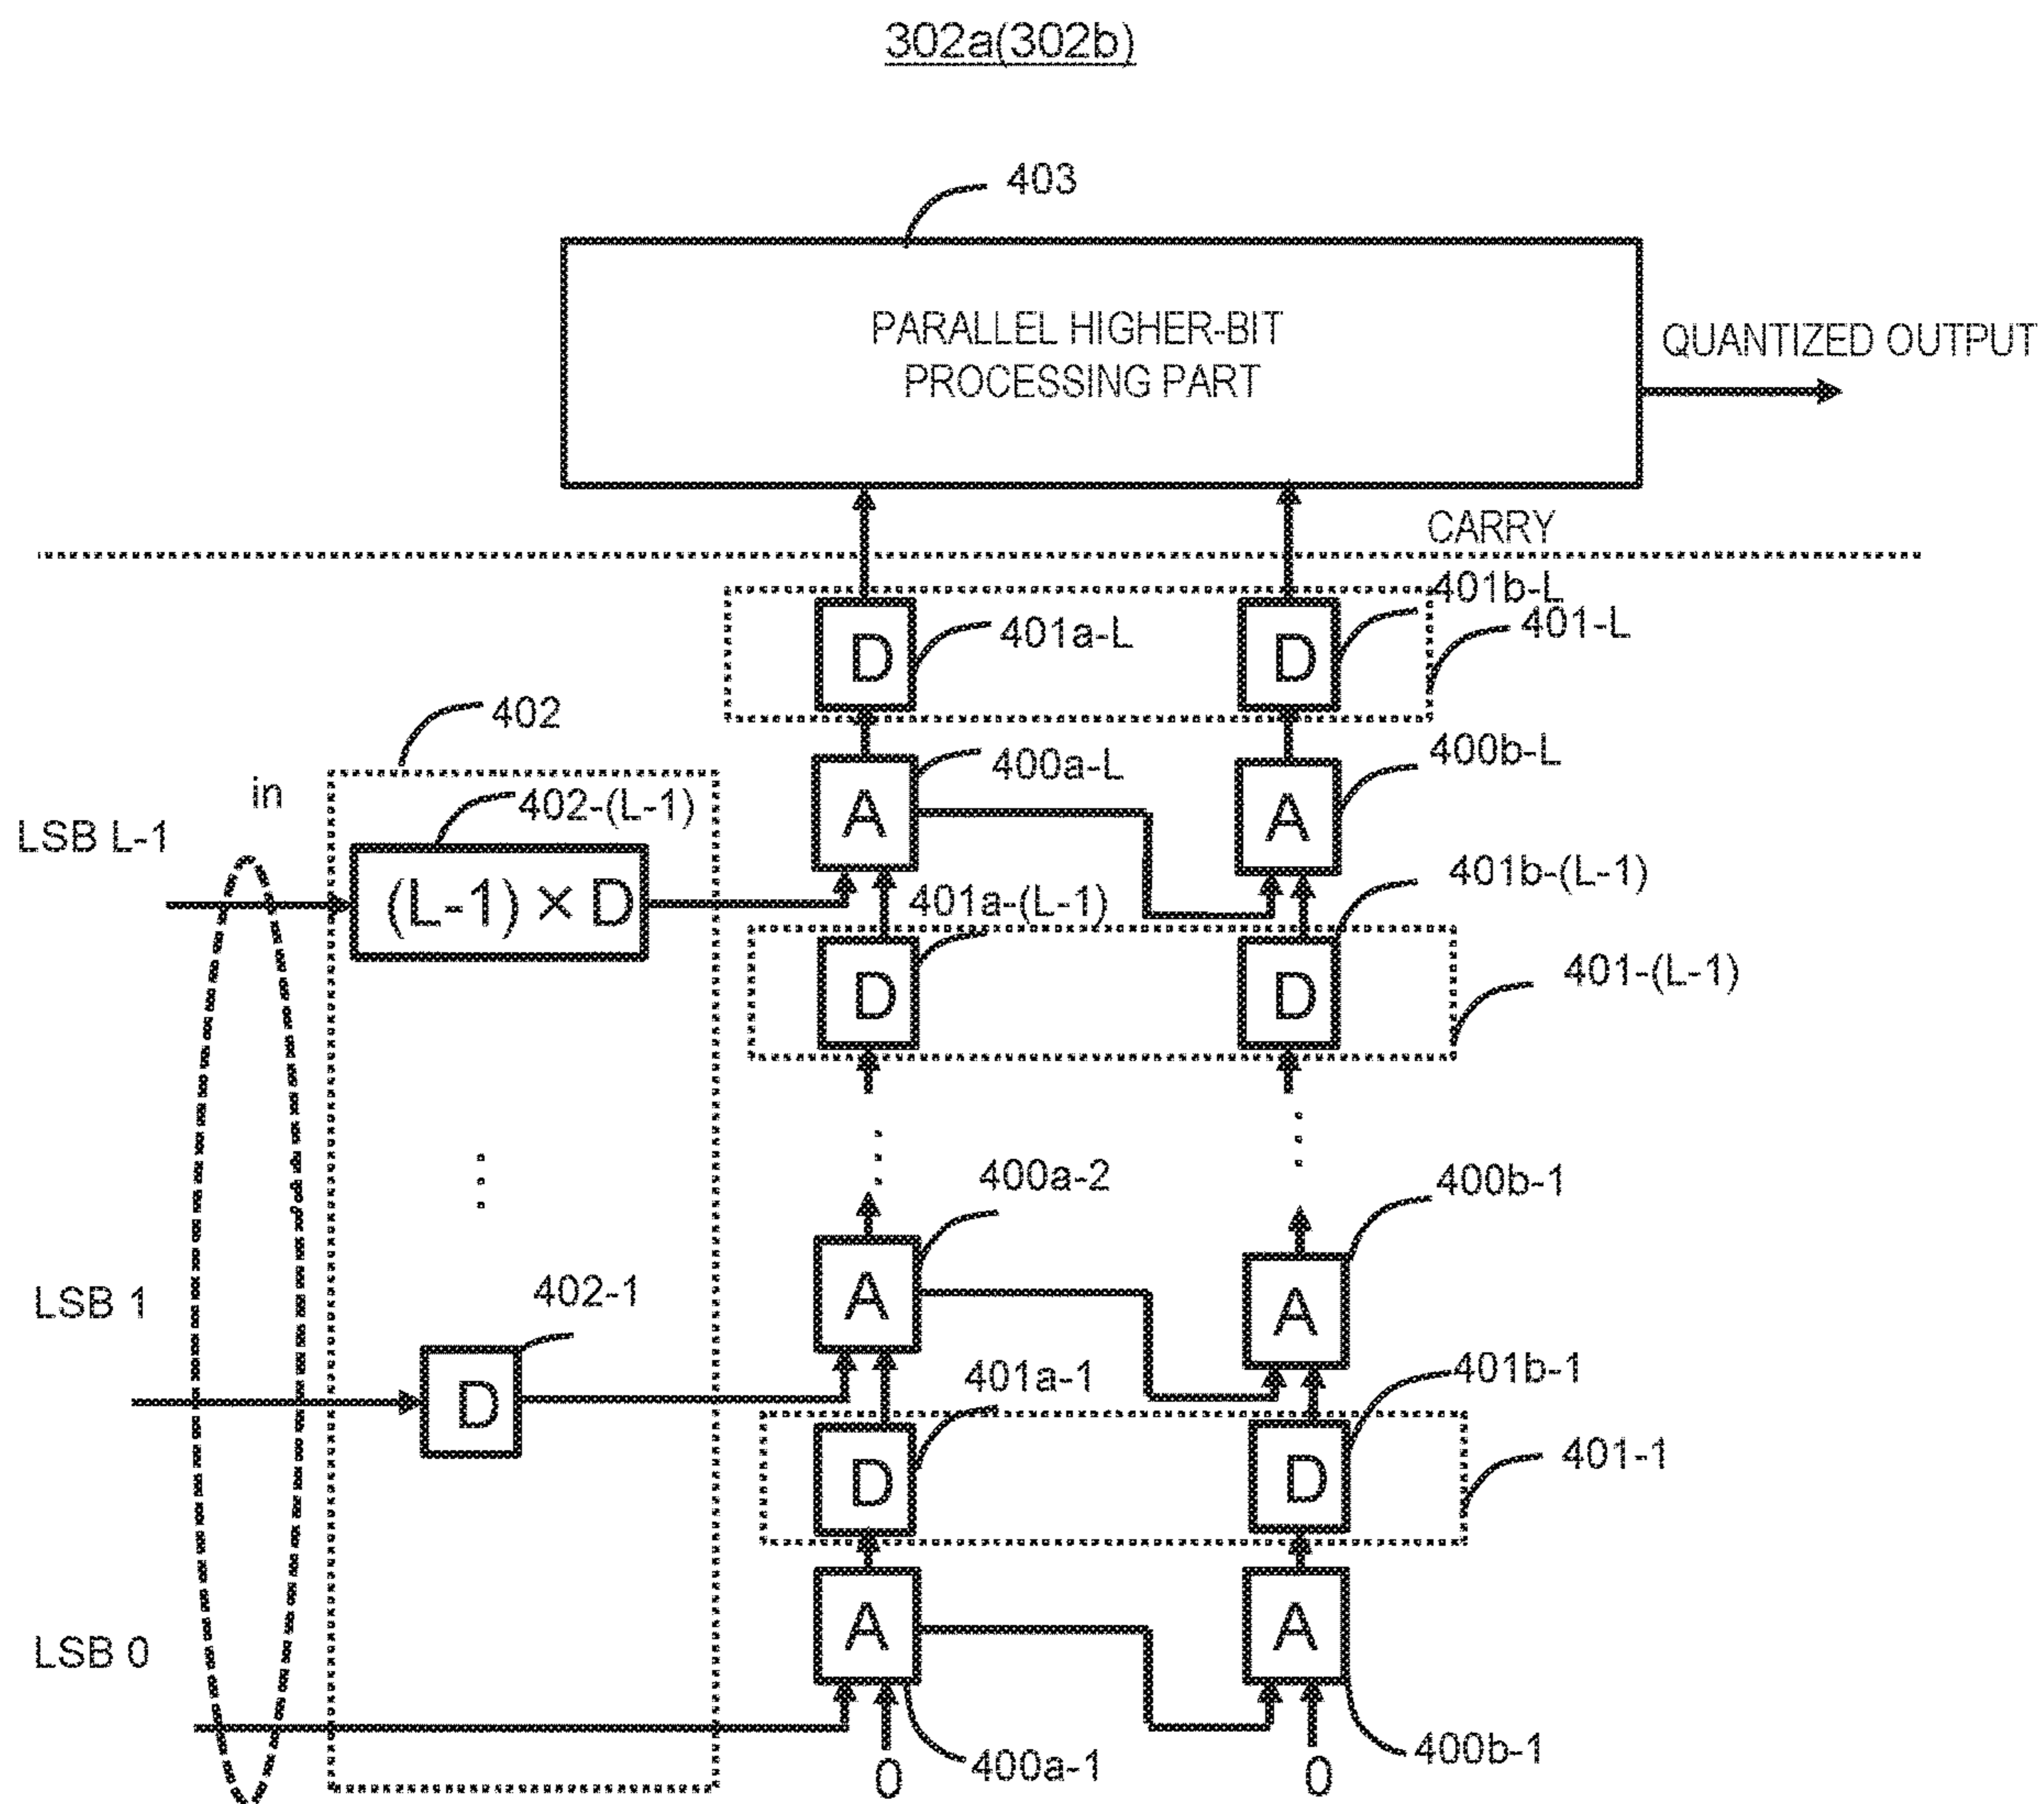 302a(302b)
403
PARALLEL HIGHER-BIT
PROCESSING PART
QUANTIZED OUTPUT
CARRY
D
401a-L
D
401b-L
401-L
402
in
LSB L-1
402-(L-1)
(L-1) × D
A
400a-L
A
400b-L
401a-(L-1)
401b-(L-1)
D
D
401-(L-1)
400a-2
400b-1
A
A
LSB 1
402-1
D
401a-1
401b-1
D
D
401-1
LSB 0
A
A
400a-1
400b-1
0
0